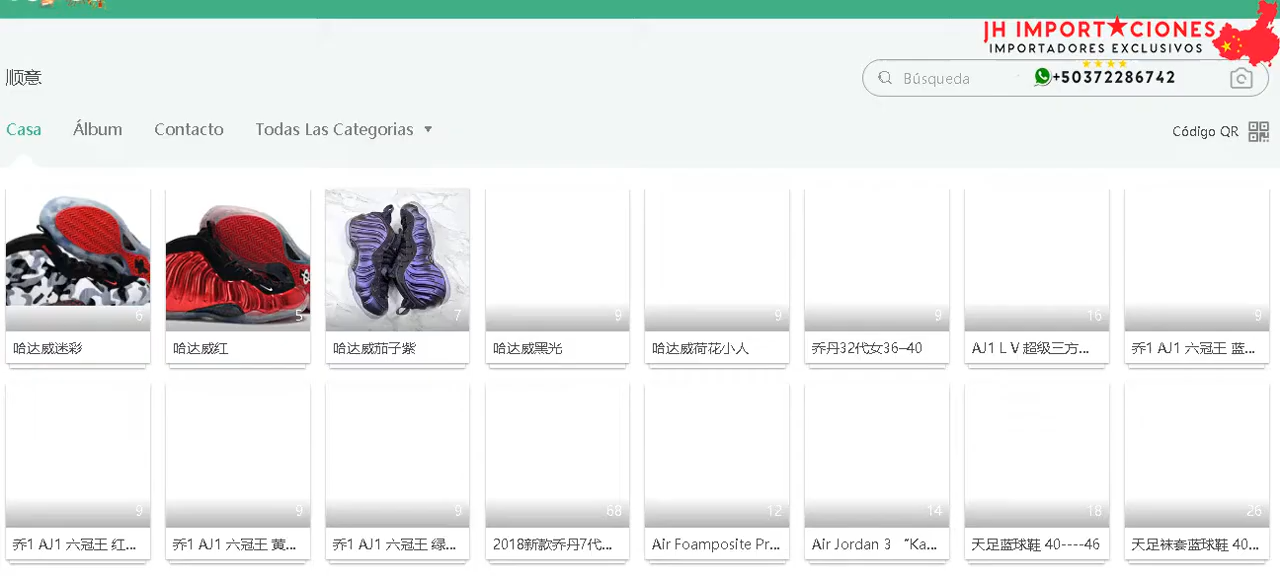 JH IMPORT★CIONES
IMPORTADORES EXCLUSIVOS
顺意
Búsqueda
+50372286742
Casa
Álbum
Contacto
Todas Las Categorias
Código QR
6
5
7
9
9
9
16
9
哈达威迷彩
哈达威红
哈达威茄子紫
哈达威黑光
哈达威荷花小人
乔丹32代女36--40
AJ1 L V 超级三方...
乔1 AJ1 六冠王 蓝...
9
9
9
68
12
14
18
26
乔1 AJ1 六冠王 红...
乔1 AJ1 六冠王 黄...
乔1 AJ1 六冠王 绿...
2018新款乔丹7代...
Air Foamposite Pr...
Air Jordan 3 “Ka...
天足蓝球鞋 40----46
天足袜套蓝球鞋 40...